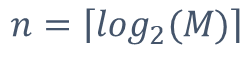 n = ⌈log₂(M)⌉